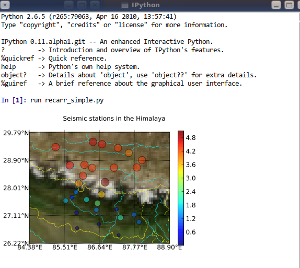 IPython
Python 2.6.5 (r265:79063, Apr 16 2010, 13:57:41)
Type "copyright", "credits" or "license" for more information.
IPython 0.11.alpha1.git -- An enhanced Interactive Python.
? -> Introduction and overview of IPython's features.
%quickref -> Quick reference.
help -> Python's own help system.
object? -> Details about 'object', use 'object??' for extra details.
%guiref -> A brief reference about the graphical user interface.
In [1]: run recarr_simple.py
Seismic stations in the Himalaya
29.79°N
28.90°N
28.01°N
27.11°N
26.22°N
84.38°E 85.51°E 86.64°E 87.77°E 88.90°E
4.8
4.2
3.6
3.0
2.4
1.8
1.2
0.6